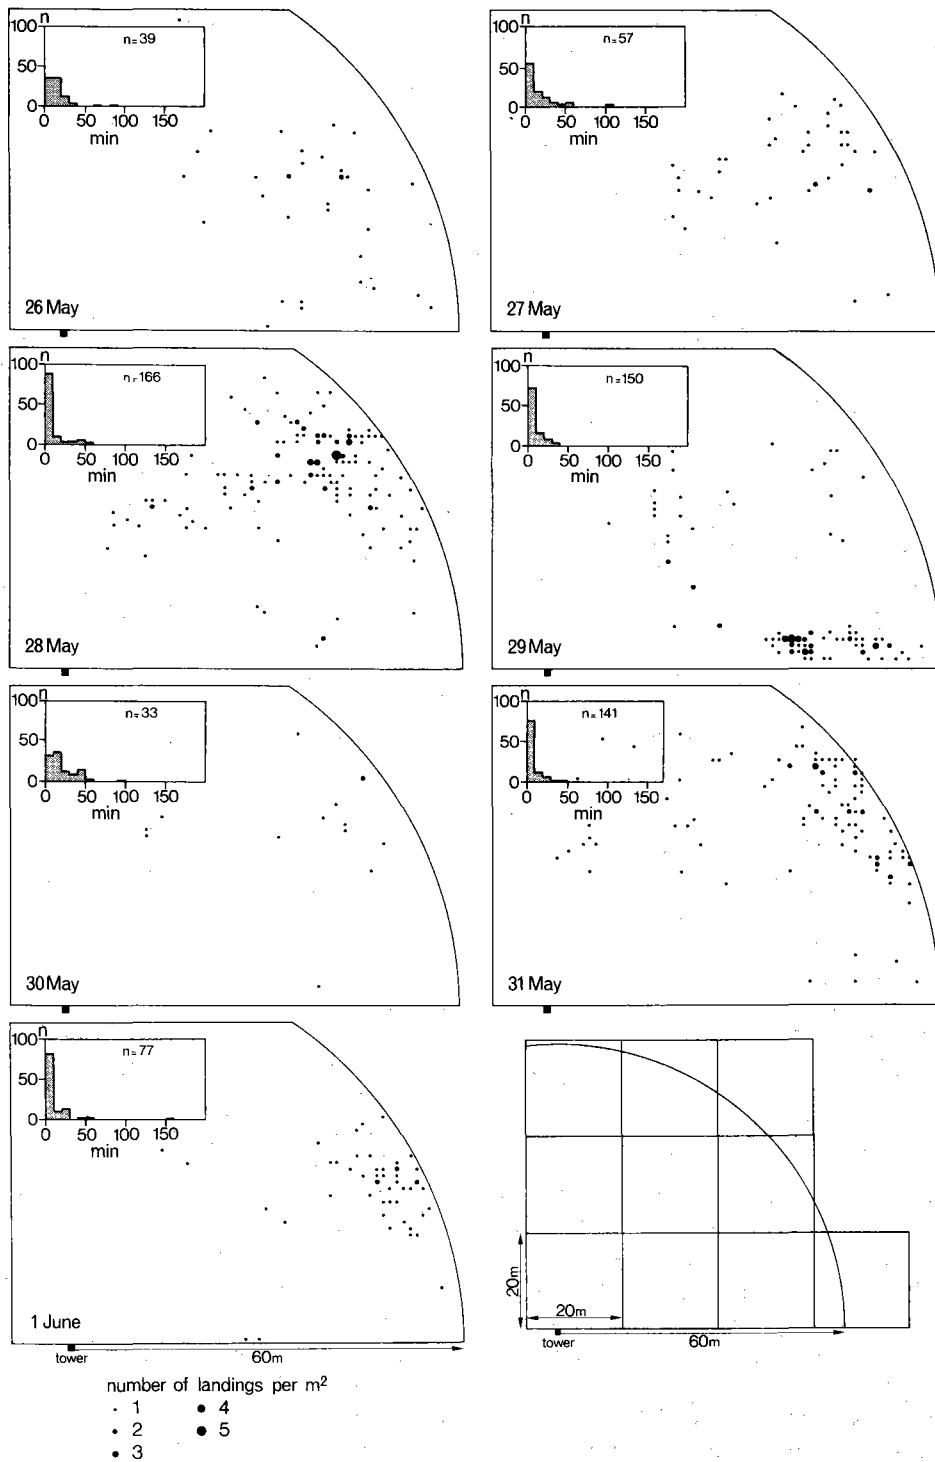 n
100
50
0
n=39
0 50 100 150
min
26 May
n
100
50
0
n=57
0 50 100 150
min
27 May
n
100
50
0
n=166
0 50 100 150
min
28 May
n
100
50
0
n=150
0 50 100 150
min
29 May
n
100
50
0
n=33
0 50 100 150
min
30 May
n
100
50
0
n=141
0 50 100 150
min
31 May
n
100
50
0
n=77
0 50 100 150
min
1 June
tower
60m
20m
20m
tower
60m
number of landings per m²
1
2
3
4
5